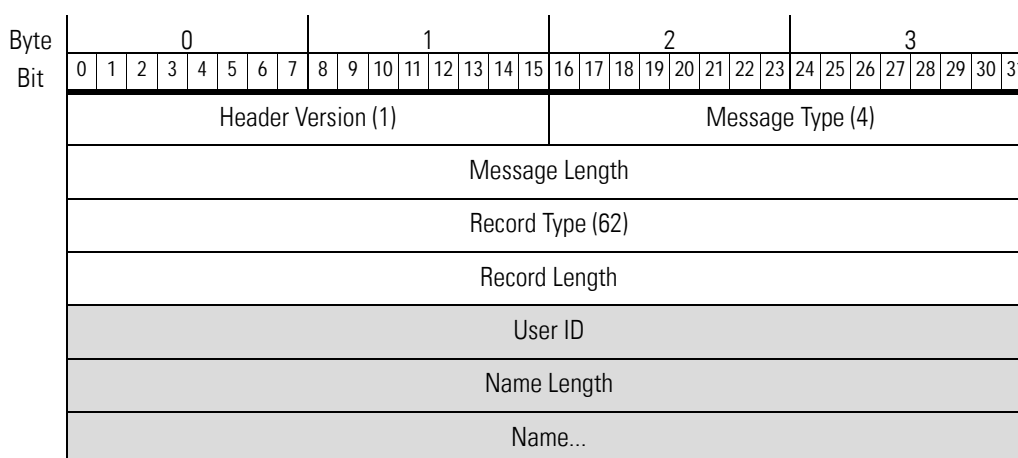 Byte 0 1 2 3
Bit 0 1 2 3 4 5 6 7 8 9 10 11 12 13 14 15 16 17 18 19 20 21 22 23 24 25 26 27 28 29 30 31
Header Version (1) Message Type (4)
Message Length
Record Type (62)
Record Length
User ID
Name Length
Name...